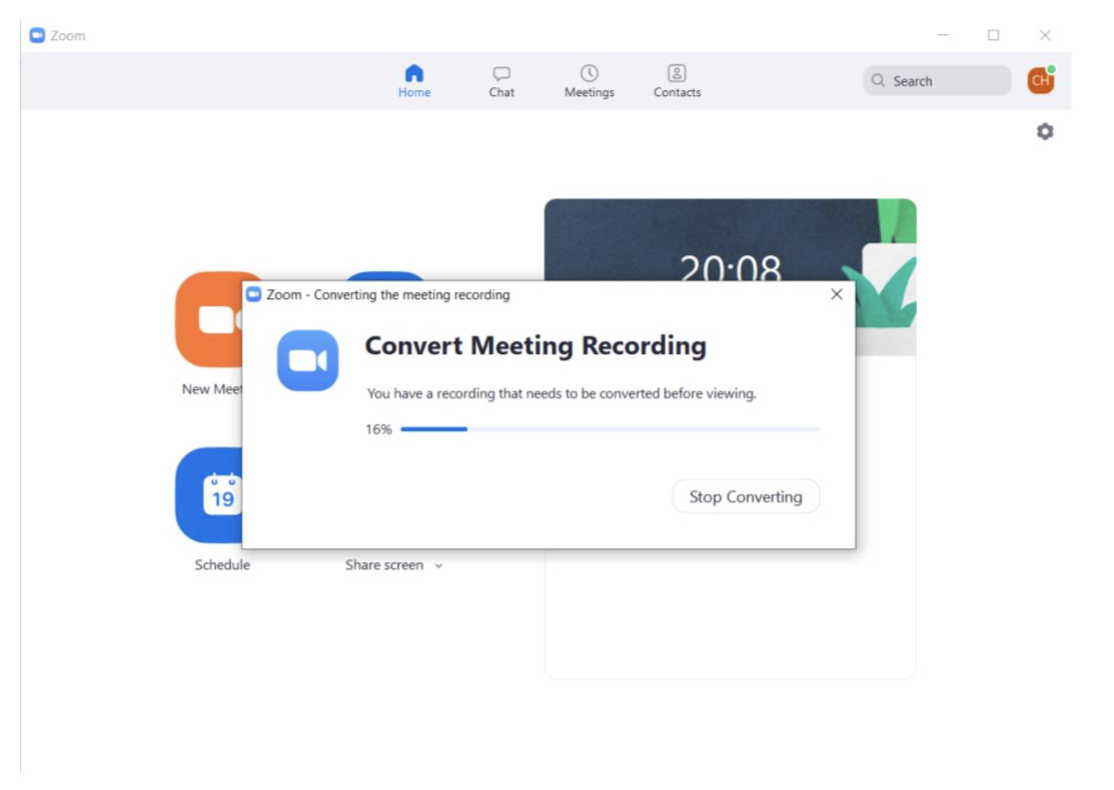 Zoom
Home
Chat
Meetings
Contacts
Search
CH
20:08
Zoom - Converting the meeting recording
Convert Meeting Recording
You have a recording that needs to be converted before viewing.
16%
Stop Converting
New Meet
19
Schedule
Share screen